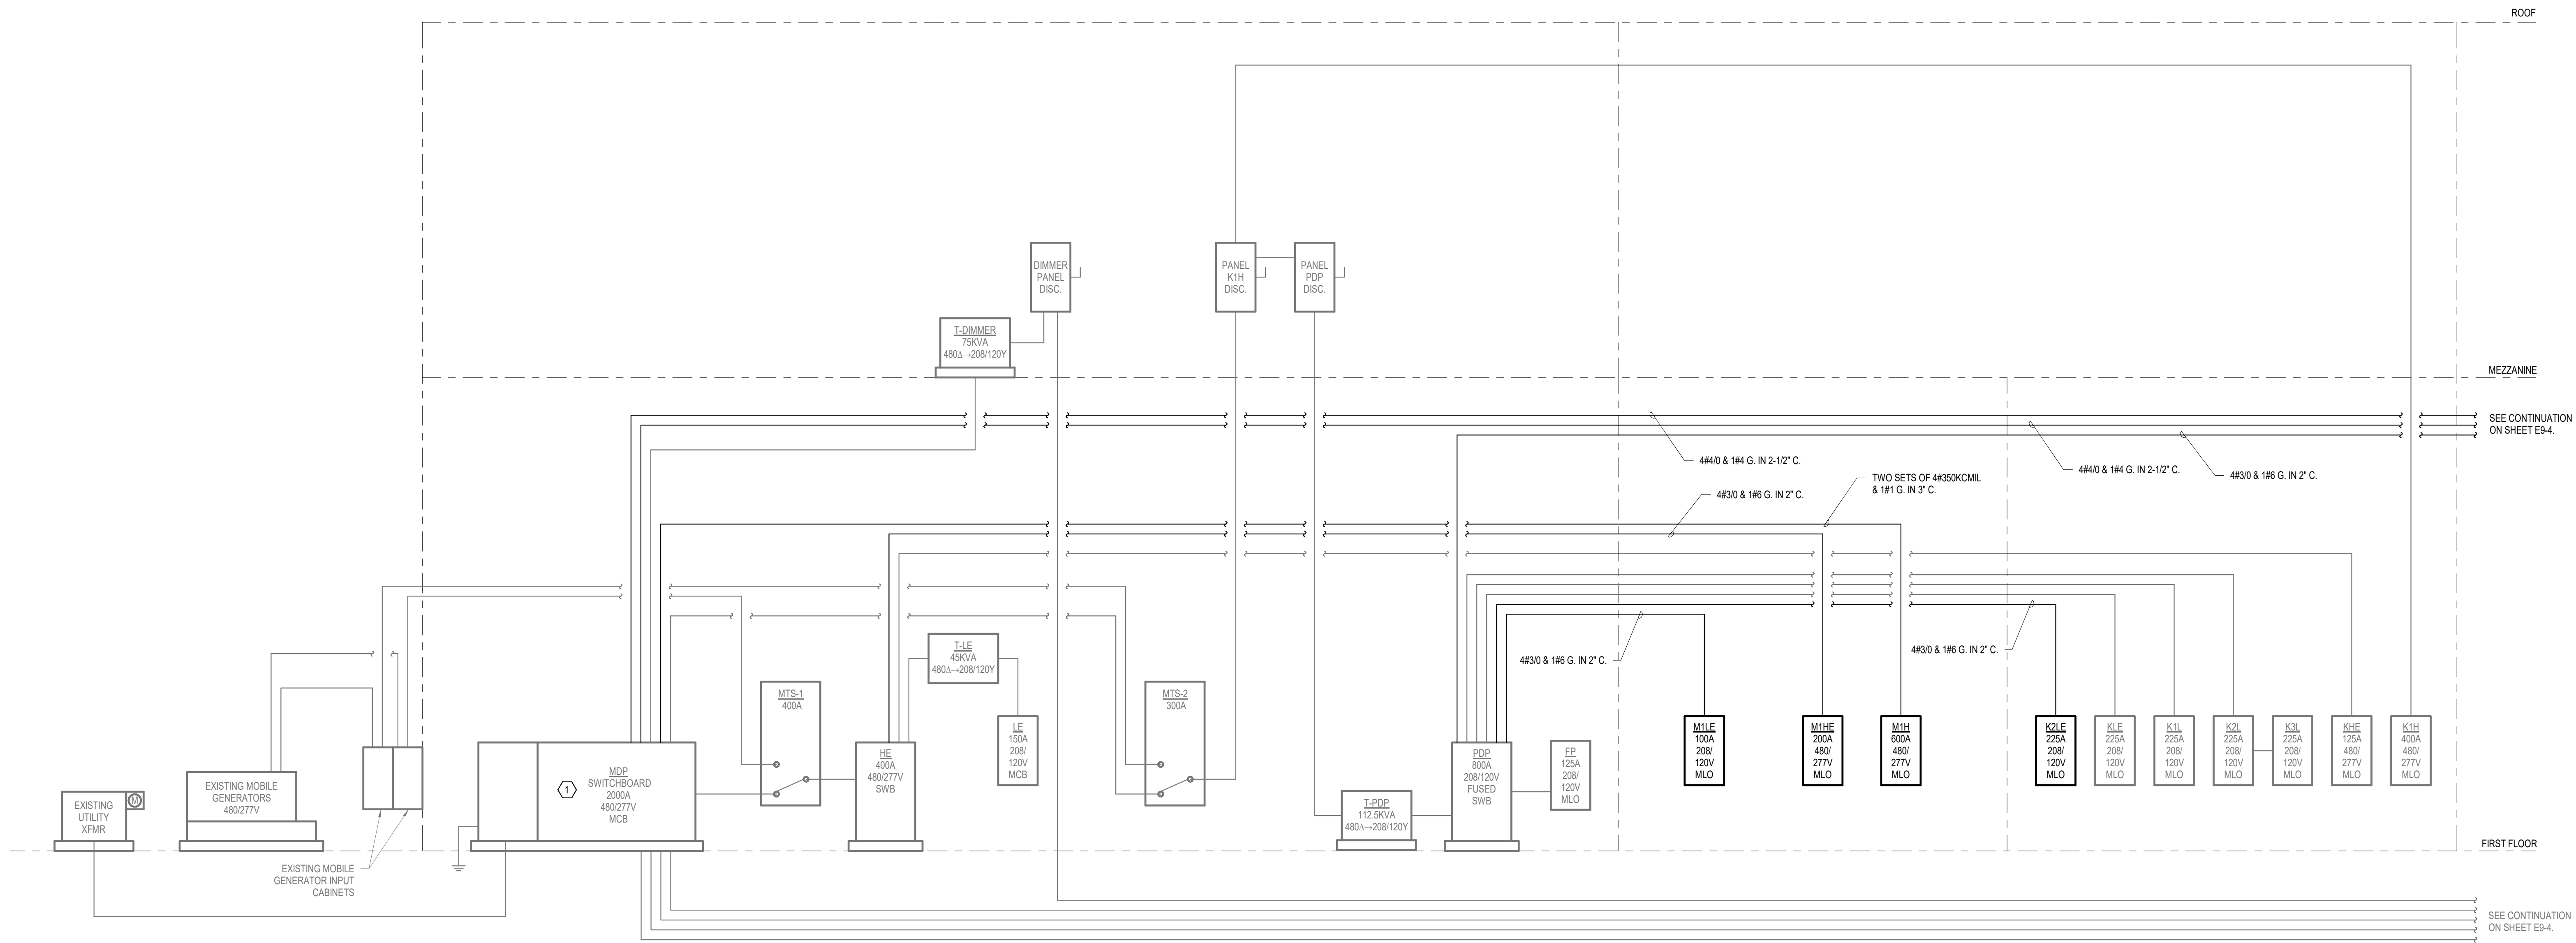 ROOF
DIMMER
PANEL
DISC.
PANEL
K1H
DISC.
PANEL
PDP
DISC.
T-DIMMER
75KVA
480Δ→208/120Y
MEZZANINE
SEE CONTINUATION
ON SHEET E9-4.
4#4/0 & 1#4 G. IN 2-1/2" C.
4#4/0 & 1#4 G. IN 2-1/2" C.
4#3/0 & 1#6 G. IN 2" C.
TWO SETS OF 4#350KCMIL
& 1#1 G. IN 3" C.
4#3/0 & 1#6 G. IN 2" C.
4#3/0 & 1#6 G. IN 2" C.
4#3/0 & 1#6 G. IN 2" C.
T-LE
45KVA
480Δ→208/120Y
MTS-1
400A
MTS-2
300A
EXISTING
UTILITY
XFMR
M
EXISTING MOBILE
GENERATORS
480/277V
EXISTING MOBILE
GENERATOR INPUT
CABINETS
1
MDP
SWITCHBOARD
2000A
480/277V
MCB
HE
400A
480/277V
SWB
LE
150A
208/
120V
MCB
T-PDP
112.5KVA
480Δ→208/120Y
PDP
800A
208/120V
FUSED
SWB
FP
125A
208/
120V
MLO
M1LE
100A
208/
120V
MLO
M1HE
200A
480/
277V
MLO
M1H
600A
480/
277V
MLO
K2LE
225A
208/
120V
MLO
KLE
225A
208/
120V
MLO
K1L
225A
208/
120V
MLO
K2L
225A
208/
120V
MLO
K3L
225A
208/
120V
MLO
KHE
125A
480/
277V
MLO
K1H
400A
480/
277V
MLO
FIRST FLOOR
SEE CONTINUATION
ON SHEET E9-4.